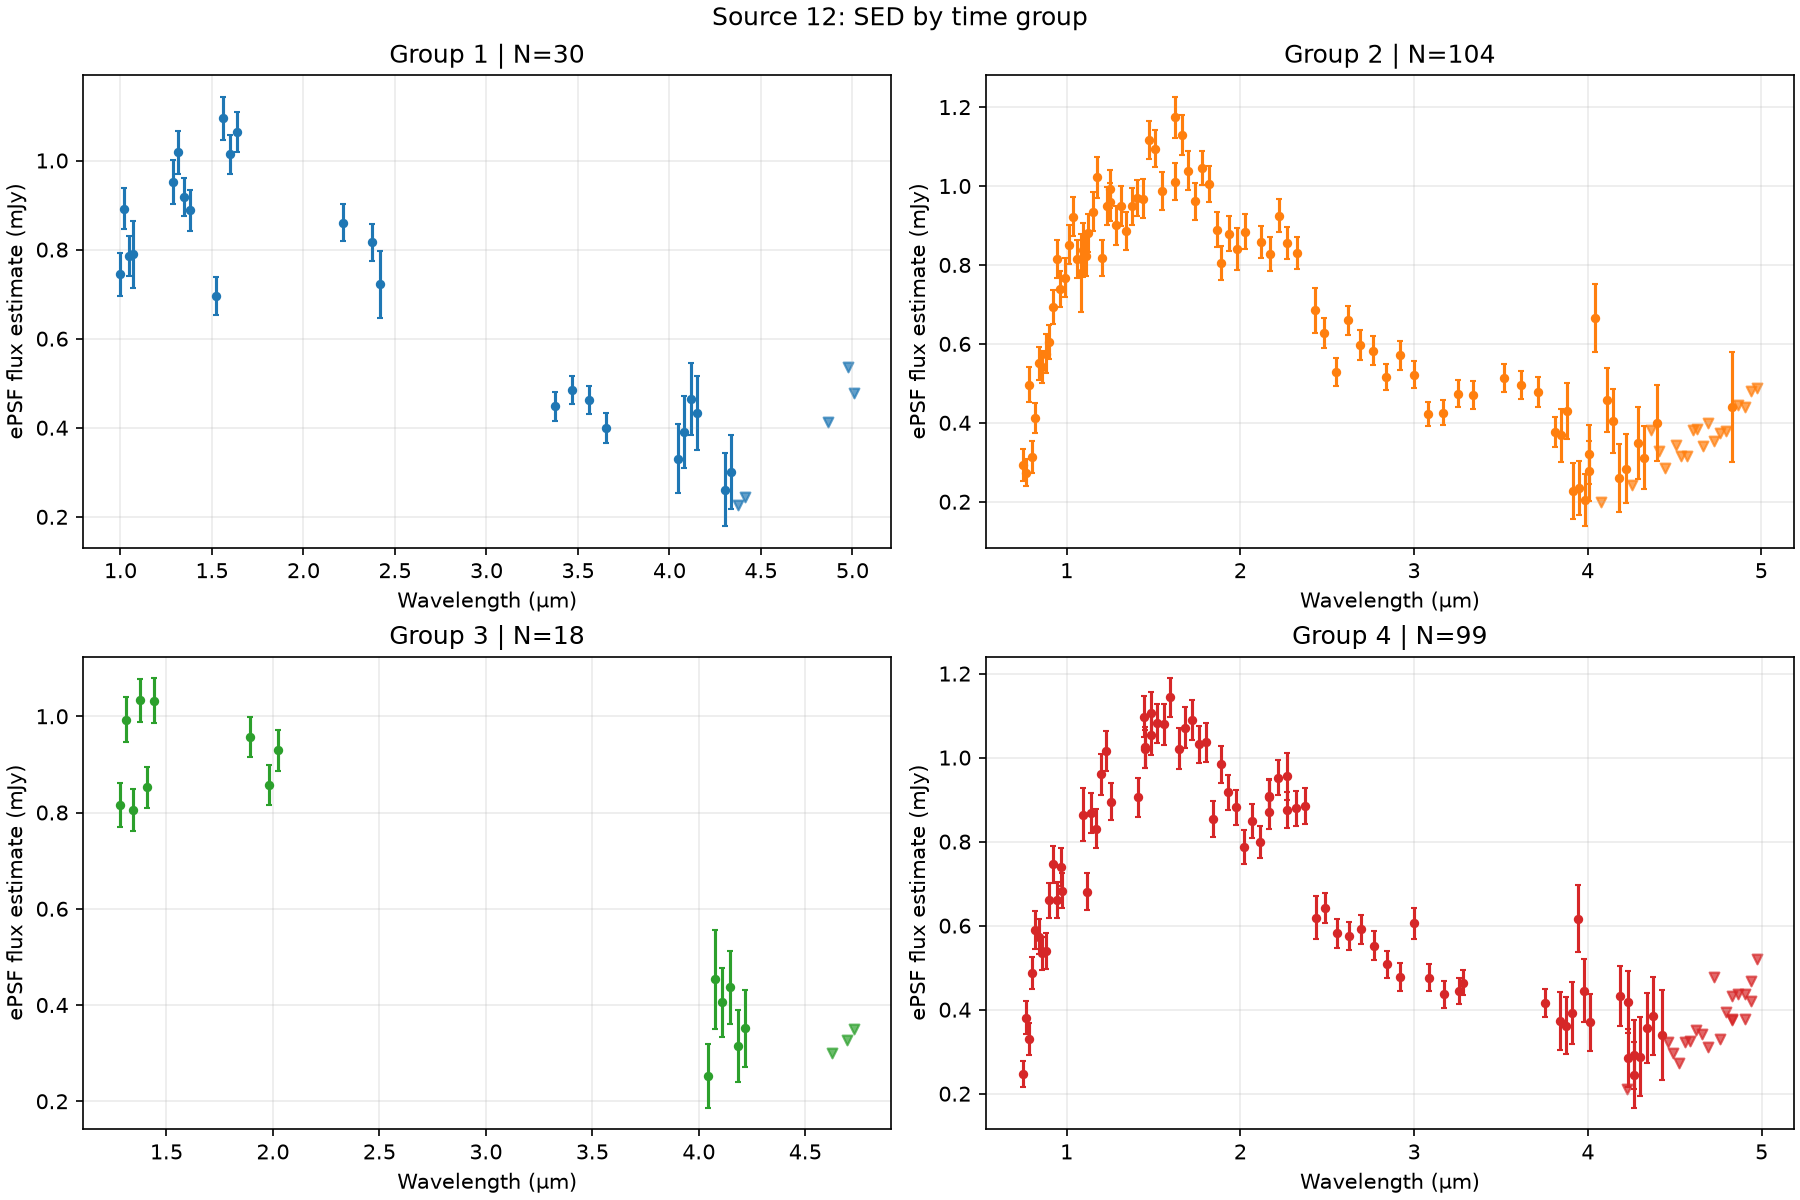 Source 12: SED by time group
Group 1 | N=30
ePSF flux estimate (mJy)
1.0
0.8
0.6
0.4
0.2
1.0 1.5 2.0 2.5 3.0 3.5 4.0 4.5 5.0
Wavelength (μm)
Group 2 | N=104
ePSF flux estimate (mJy)
1.2
1.0
0.8
0.6
0.4
0.2
1 2 3 4 5
Wavelength (μm)
Group 3 | N=18
ePSF flux estimate (mJy)
1.0
0.8
0.6
0.4
0.2
1.5 2.0 2.5 3.0 3.5 4.0 4.5
Wavelength (μm)
Group 4 | N=99
ePSF flux estimate (mJy)
1.2
1.0
0.8
0.6
0.4
0.2
1 2 3 4 5
Wavelength (μm)